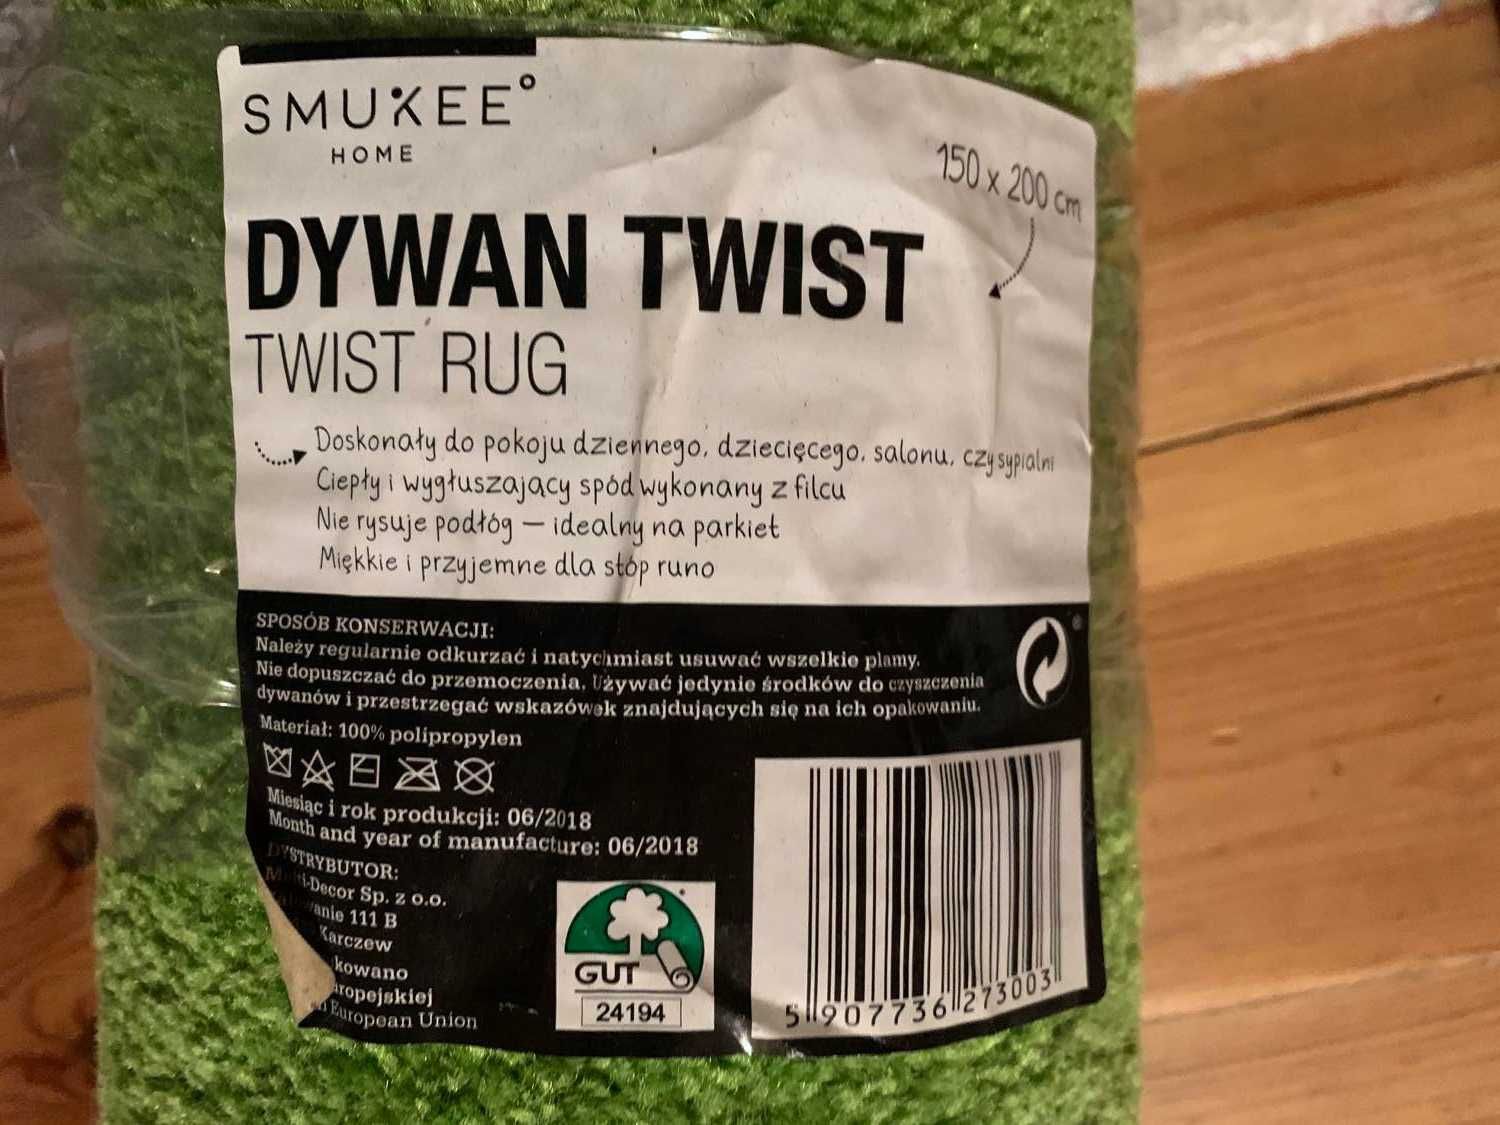 SMUKEE°
HOME
150 x 200 cm
DYWAN TWIST
TWIST RUG
Doskonały do pokoju dziennego, dziecięcego, salonu, czy sypialni
Ciepły i wygłuszający spód wykonany z filcu
Nie rysuje podłóg — idealny na parkiet
Miękkie i przyjemne dla stóp runo
SPOSÓB KONSERWACJI:
Należy regularnie odkurzać i natychmiast usuwać wszelkie plamy.
Nie dopuszczać do przemoczenia. Używać jedynie środków do czyszczenia
dywanów i przestrzegać wskazówek znajdujących się na ich opakowaniu.
Materiał: 100% polipropylen
Miesiąc i rok produkcji: 06/2018
Month and year of manufacture: 06/2018
DYSTRYBUTOR:
-Decor Sp. z o.o.
111 B
Karczew
European Union
GUT
24194
5 907736 273003